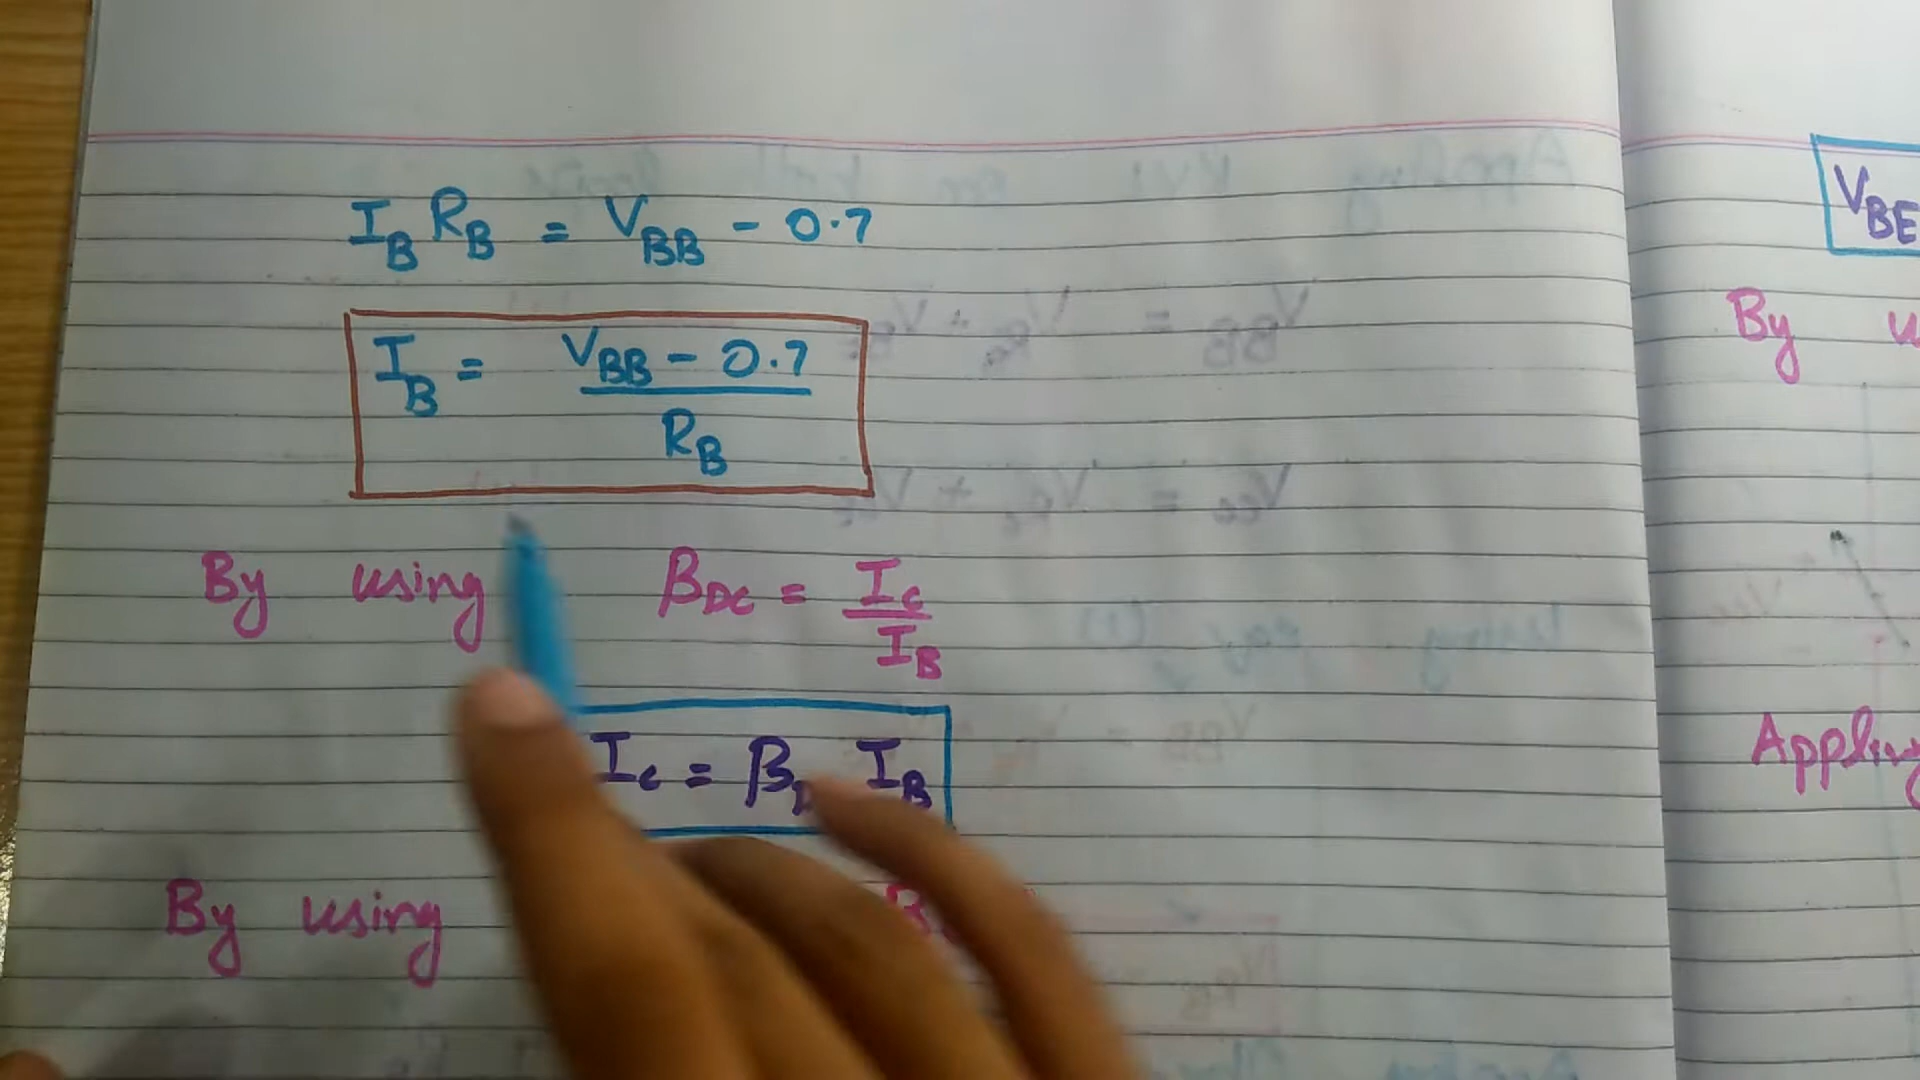 I_B R_B = V_BB - 0.7
I_B = V_BB - 0.7
R_B
By using β_DC = I_C
I_B
I_C = β I_B
By using
V_BE
By
Appling